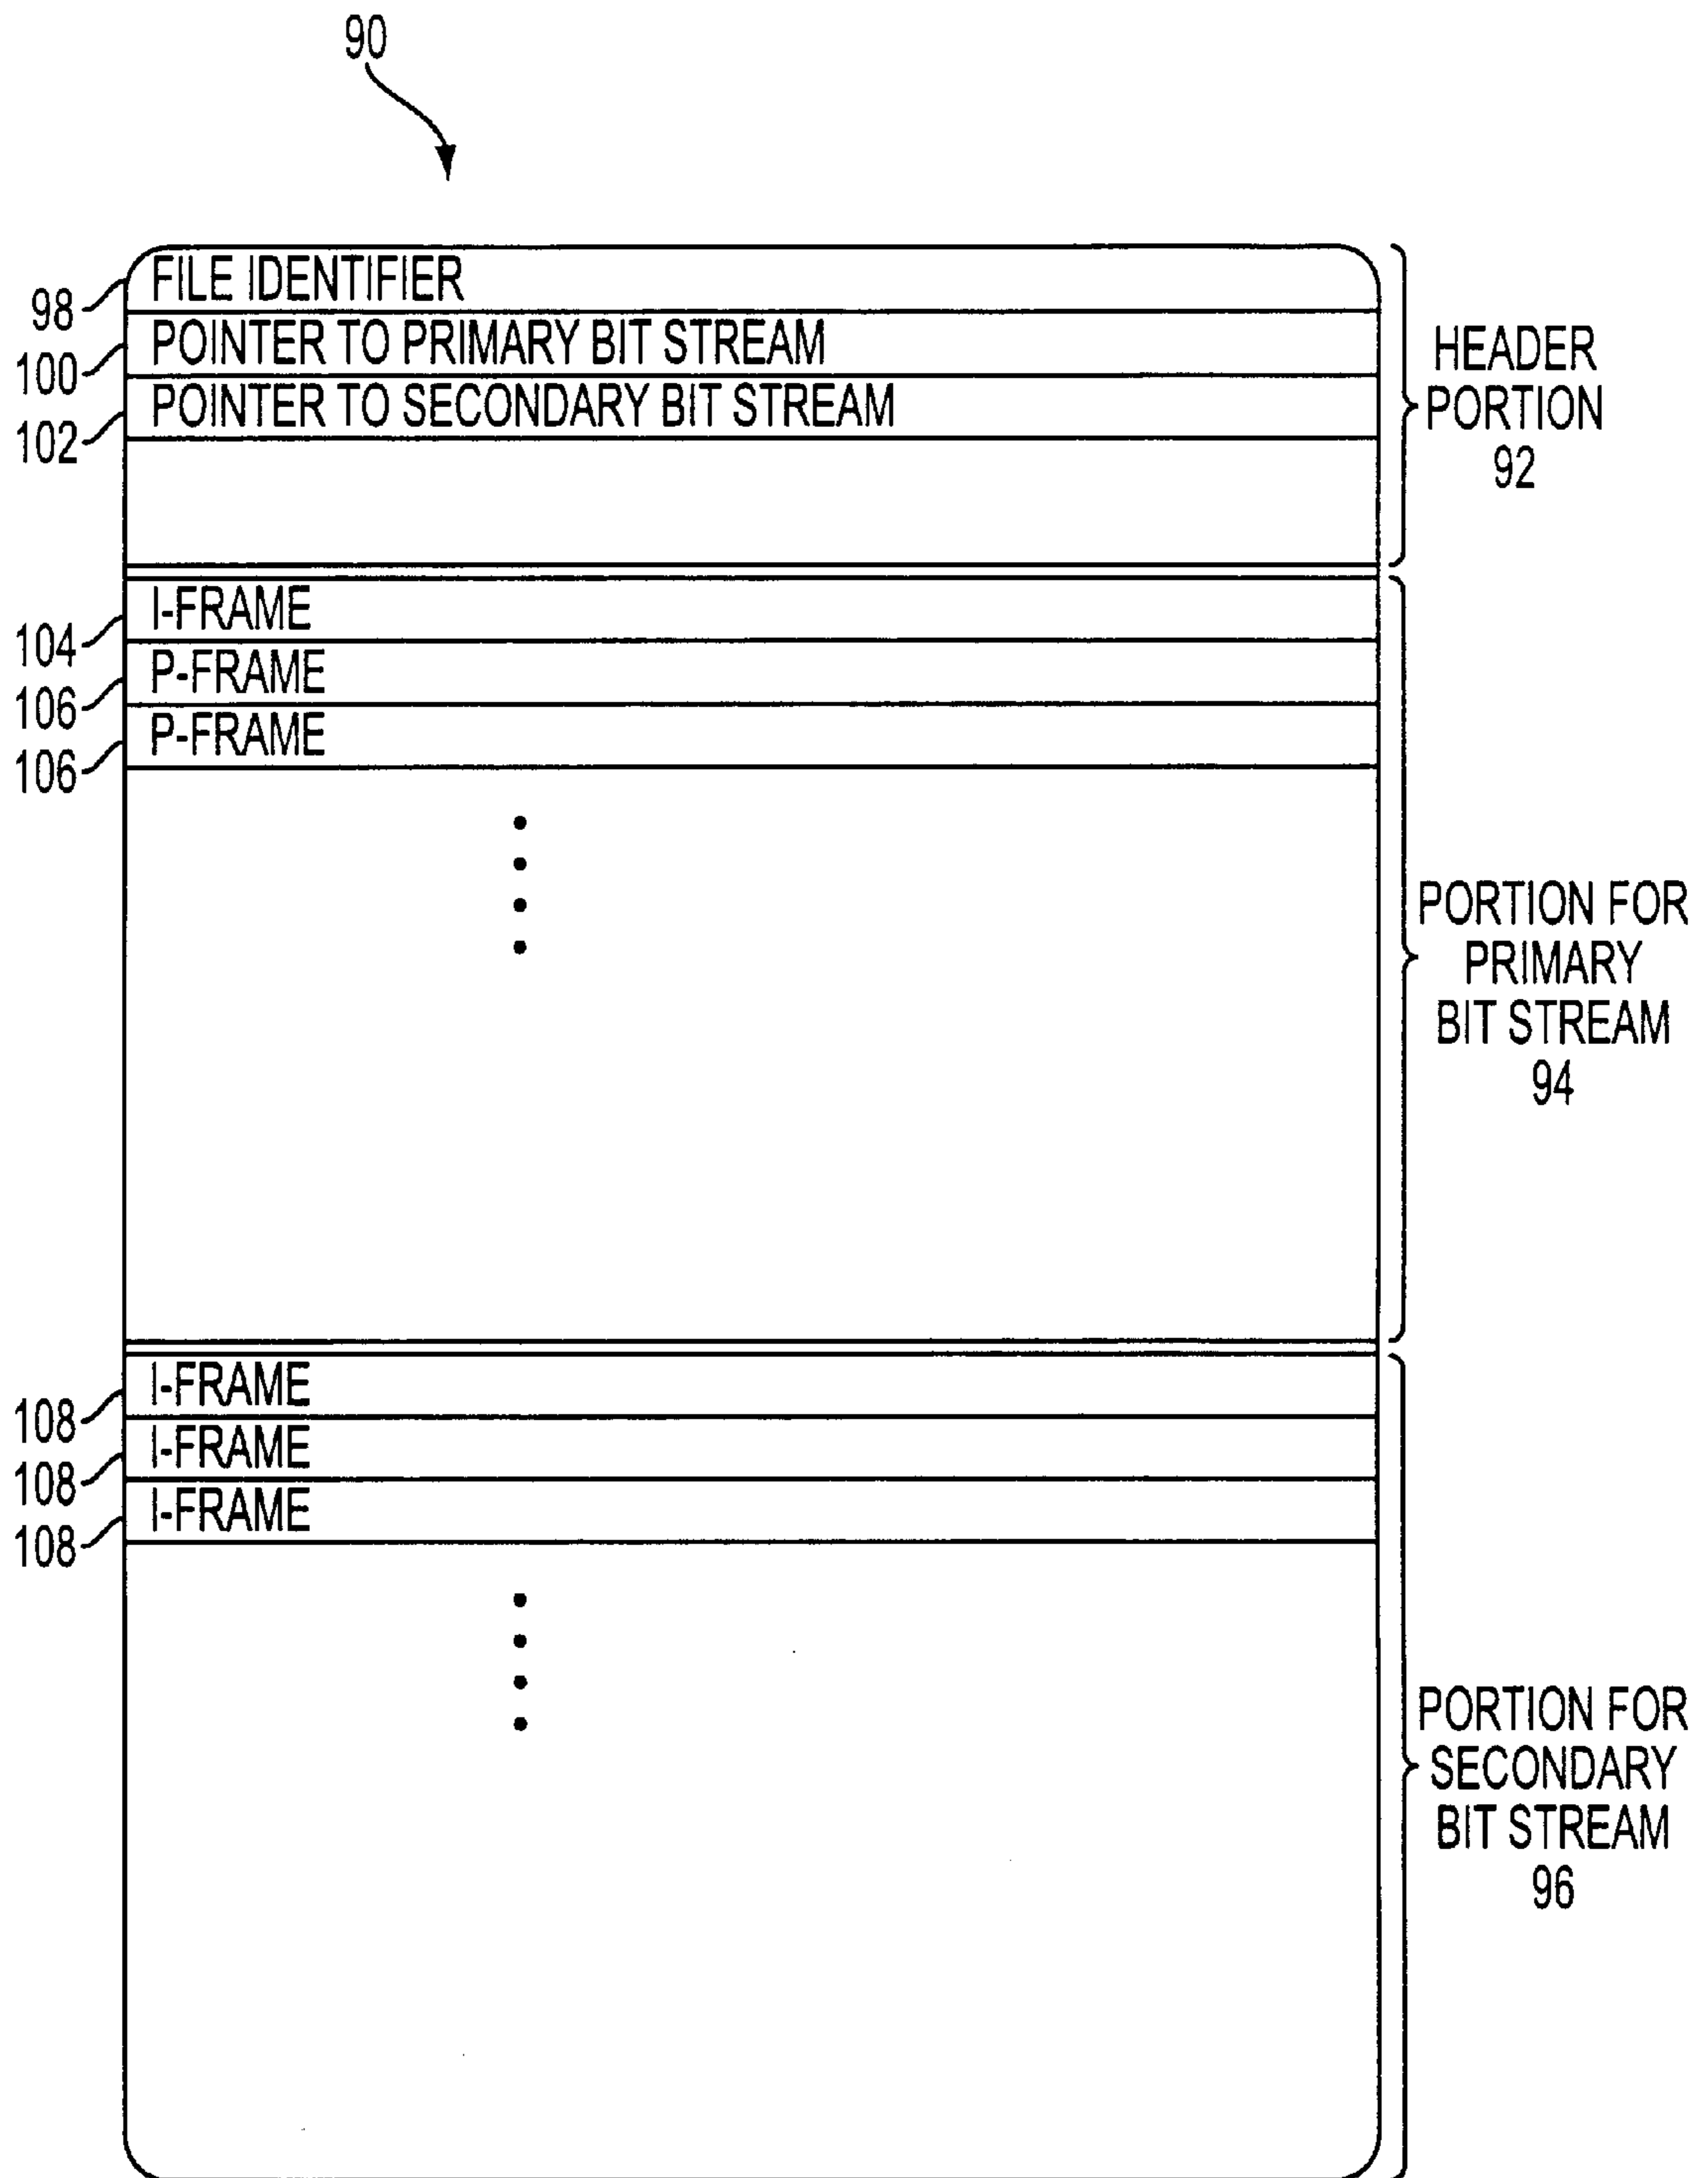 90
98
FILE IDENTIFIER
100
POINTER TO PRIMARY BIT STREAM
102
POINTER TO SECONDARY BIT STREAM
HEADER
PORTION
92
104
I-FRAME
106
P-FRAME
106
P-FRAME
PORTION FOR
PRIMARY
BIT STREAM
94
108
I-FRAME
108
I-FRAME
108
I-FRAME
PORTION FOR
SECONDARY
BIT STREAM
96